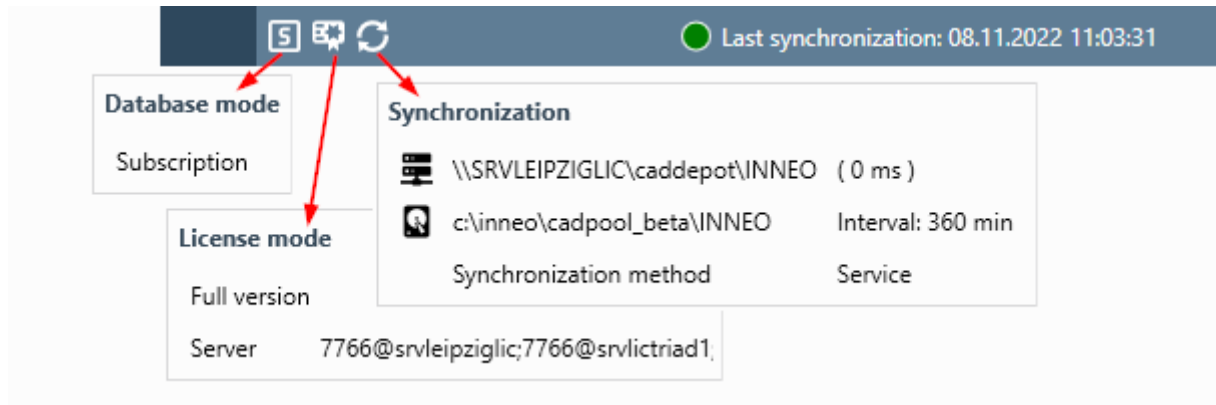 S
Last synchronization: 08.11.2022 11:03:31
Database mode
Subscription
Synchronization
\\SRVLEIPZIGLIC\caddepot\INNEO ( 0 ms )
c:\inneo\cadpool_beta\INNEO Interval: 360 min
Synchronization method Service
License mode
Full version
Server 7766@srvleipziglic;7766@srvlictriad1;